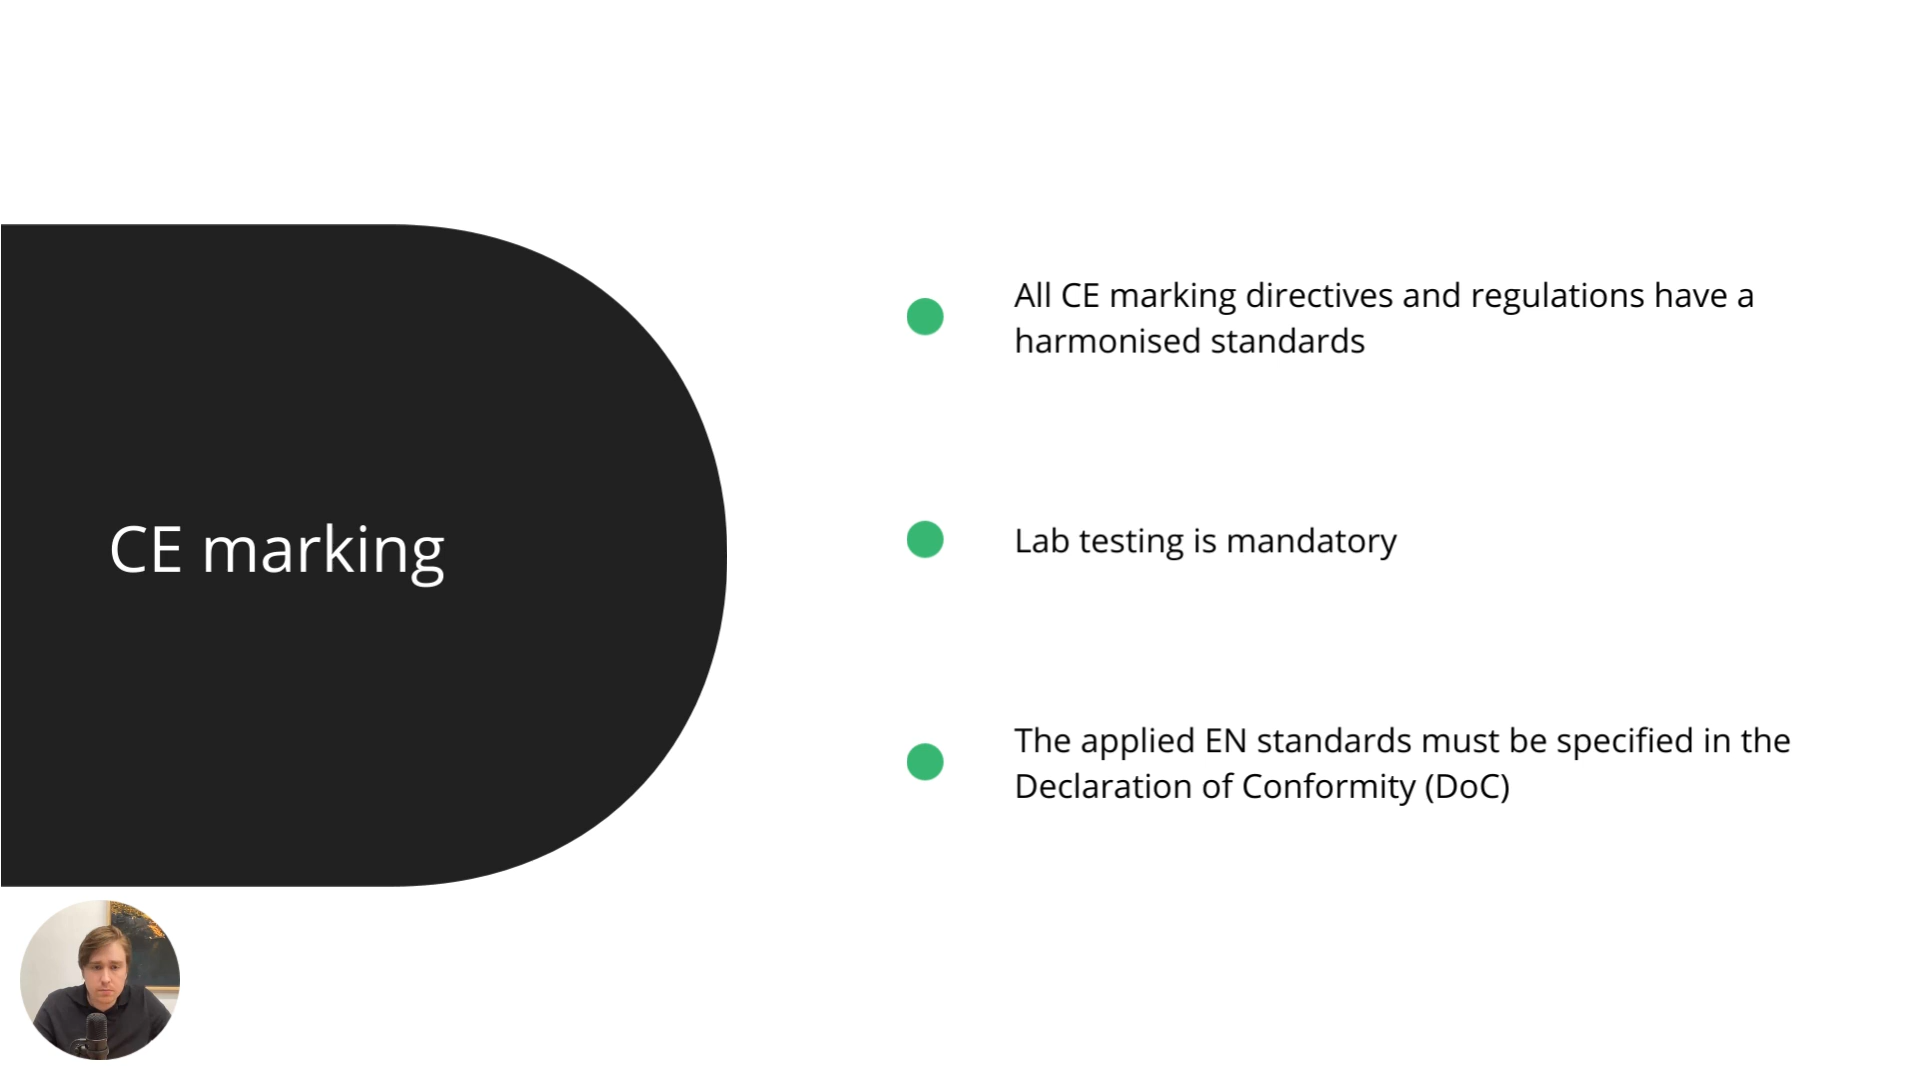 CE marking
All CE marking directives and regulations have a
harmonised standards
Lab testing is mandatory
The applied EN standards must be specified in the
Declaration of Conformity (DoC)